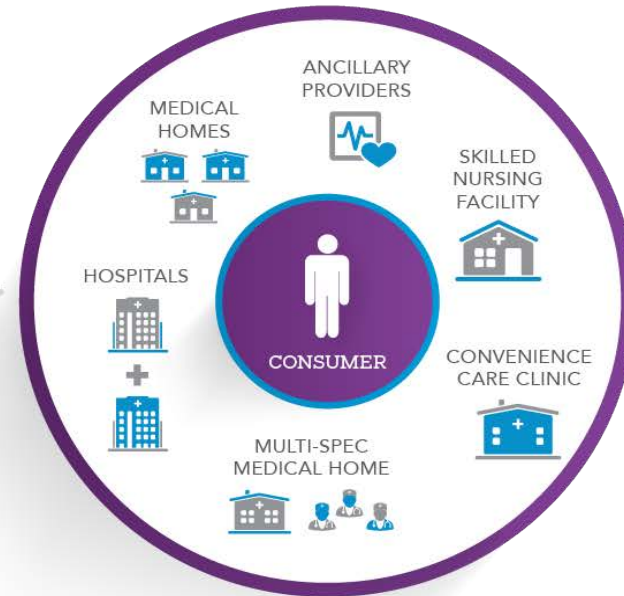 ANCILLARY
PROVIDERS
MEDICAL
HOMES
SKILLED
NURSING
FACILITY
HOSPITALS
CONSUMER
CONVENIENCE
CARE CLINIC
MULTI-SPEC
MEDICAL HOME